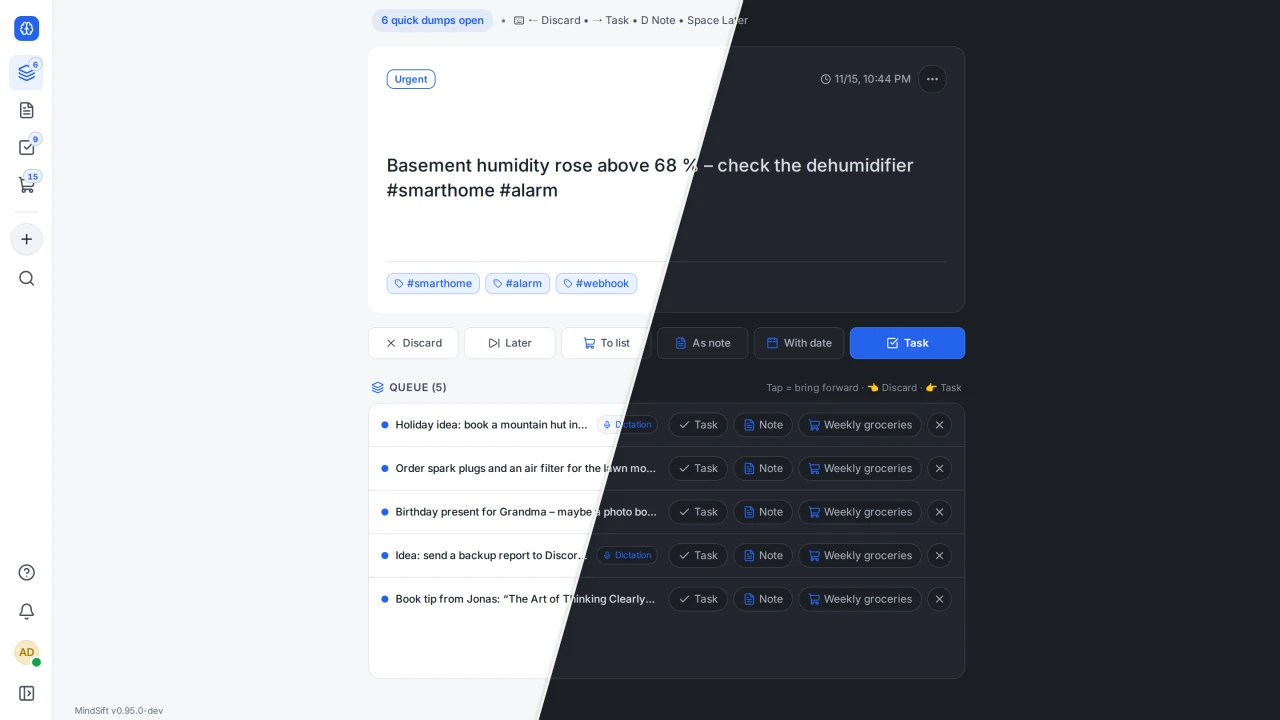 6 quick dumps open • ← Discard • → Task • D Note • Space Later
6
Urgent
11/15, 10:44 PM
9
15
Basement humidity rose above 68 % – check the dehumidifier
#smarthome #alarm
#smarthome #alarm #webhook
Discard Later To list As note With date Task
QUEUE (5)
Tap = bring forward · 👈 Discard · 👉 Task
Holiday idea: book a mountain hut in... Dictation Task Note Weekly groceries
Order spark plugs and an air filter for the lawn mo... Task Note Weekly groceries
Birthday present for Grandma – maybe a photo bo... Task Note Weekly groceries
Idea: send a backup report to Discor... Dictation Task Note Weekly groceries
Book tip from Jonas: “The Art of Thinking Clearly... Task Note Weekly groceries
AD
MindSift v0.95.0-dev